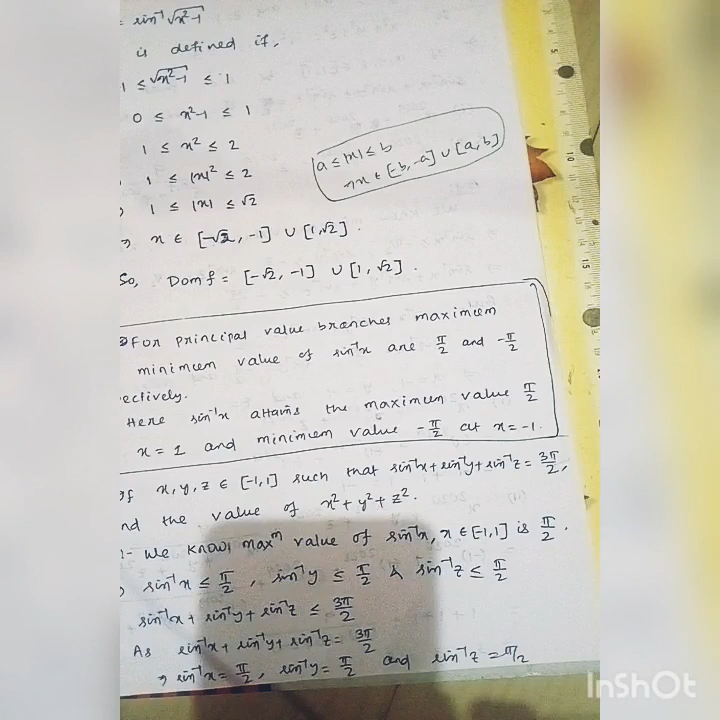 = sin⁻¹√x²-1
is defined if,
1 ≤ √x²-1 ≤ 1
0 ≤ x²-1 ≤ 1
1 ≤ x² ≤ 2
1 ≤ |x|² ≤ 2
1 ≤ |x| ≤ √2
⇒ x ∈ [-√2, -1] ∪ [1,√2].
a ≤ |x| ≤ b
⇒ x ∈ [-b, -a] ∪ [a,b]
So, Dom f = [-√2, -1] ∪ [1, √2].
For principal value branches maximum
minimum value of sin⁻¹x are π/2 and -π/2
ectively.
Here sin⁻¹x attains the maximum value π/2
x = 1 and minimum value -π/2 at x = -1.
If x, y, z ∈ [-1,1] such that sin⁻¹x + sin⁻¹y + sin⁻¹z = 3π/2,
nd the value of x² + y² + z².
:- We know, maxᵐ value of sin⁻¹x, x ∈ [-1,1] is π/2.
⇒ sin⁻¹x ≤ π/2, sin⁻¹y ≤ π/2 & sin⁻¹z ≤ π/2
sin⁻¹x + sin⁻¹y + sin⁻¹z ≤ 3π/2
As sin⁻¹x + sin⁻¹y + sin⁻¹z = 3π/2
⇒ sin⁻¹x = π/2, sin⁻¹y = π/2 and sin⁻¹z = π/2
5
10
15
InShOt